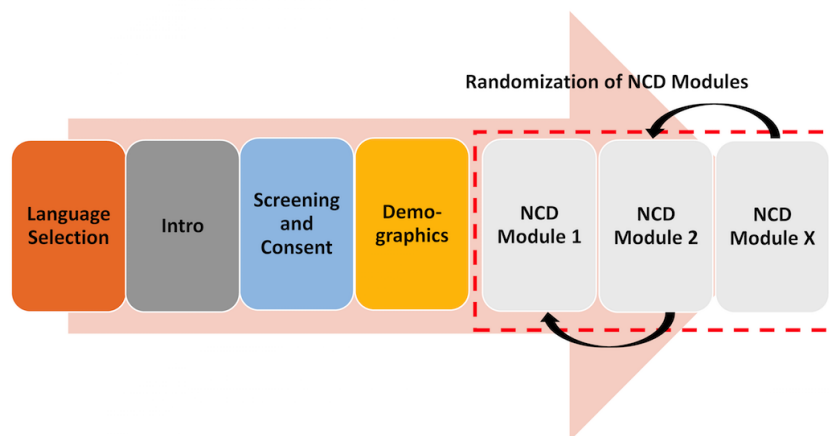 Randomization of NCD Modules
Language
Selection
Intro
Screening
and
Consent
Demo-
graphics
NCD
Module 1
NCD
Module 2
NCD
Module X